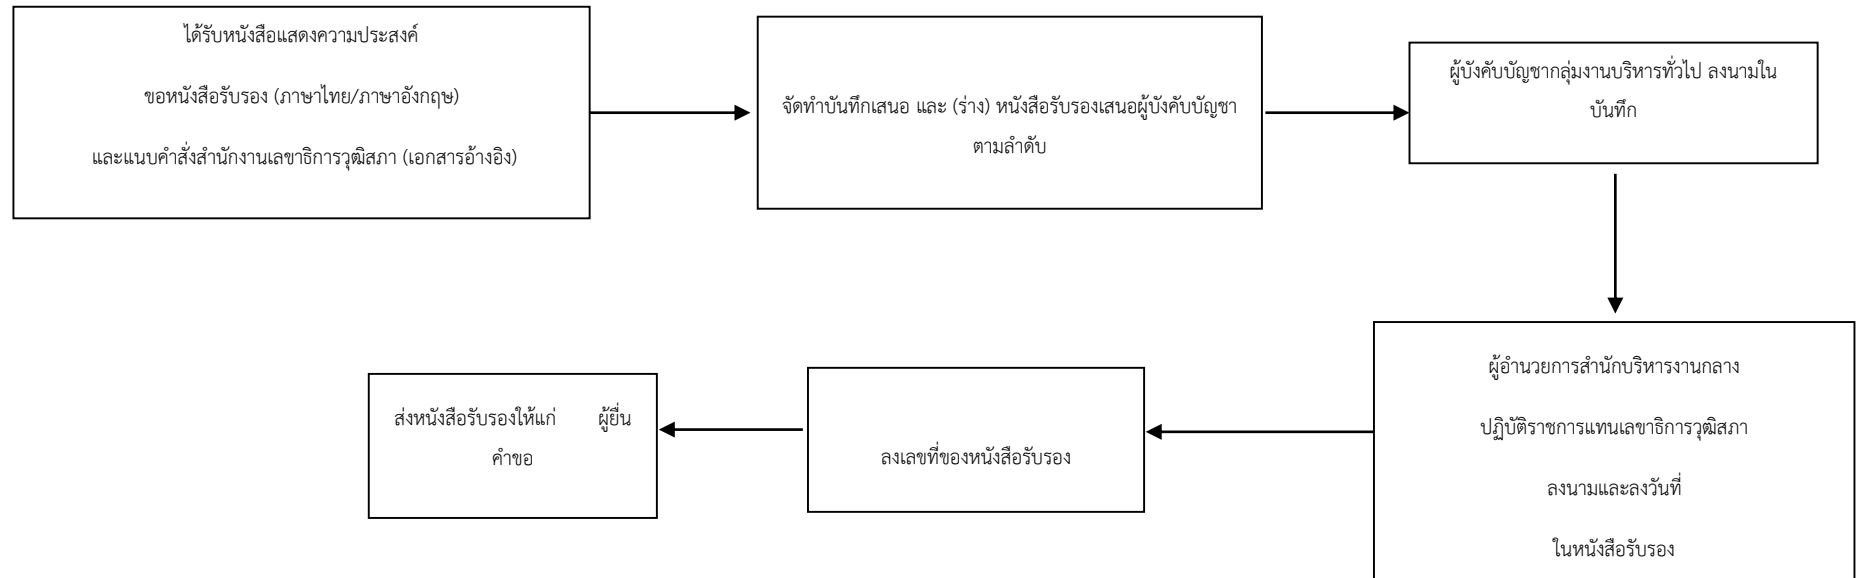 ได้รับหนังสือแสดงความประสงค์
ขอหนังสือรับรอง (ภาษาไทย/ภาษาอังกฤษ)
และแนบคำสั่งสำนักงานเลขาธิการวุฒิสภา (เอกสารอ้างอิง)
จัดทำบันทึกเสนอ และ (ร่าง) หนังสือรับรองเสนอผู้บังคับบัญชา
ตามลำดับ
ผู้บังคับบัญชากลุ่มงานบริหารทั่วไป ลงนามใน
บันทึก
ผู้อำนวยการสำนักบริหารงานกลาง
ปฏิบัติราชการแทนเลขาธิการวุฒิสภา
ลงนามและลงวันที่
ในหนังสือรับรอง
ลงเลขที่ของหนังสือรับรอง
ส่งหนังสือรับรองให้แก่ ผู้ยื่น
คำขอ